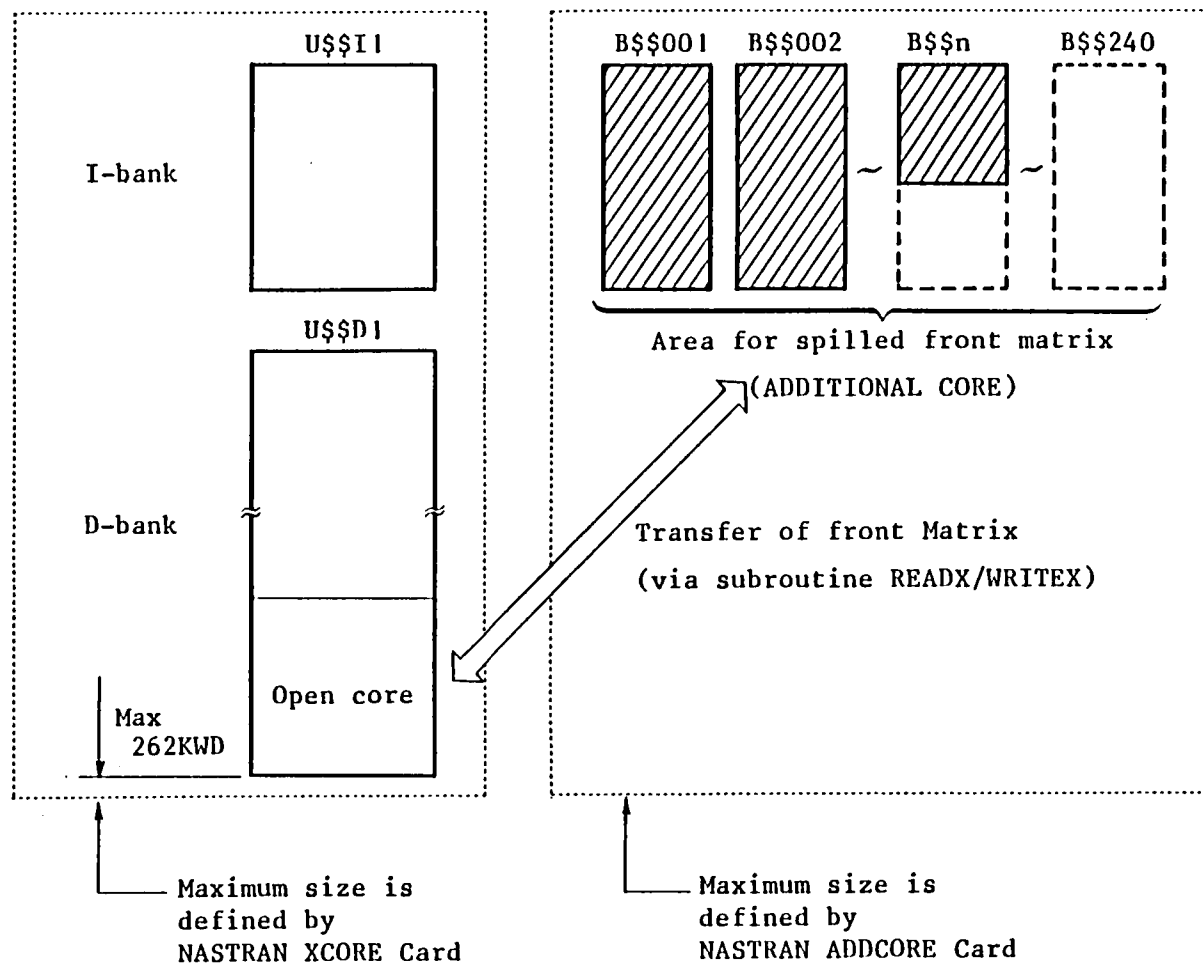 U$$I1
I-bank
U$$D1
D-bank
Open core
Max
262KWD
Maximum size is
defined by
NASTRAN XCORE Card
B$$001 B$$002 B$$n B$$240
~ ~
Area for spilled front matrix
(ADDITIONAL CORE)
Transfer of front Matrix
(via subroutine READX/WRITEX)
Maximum size is
defined by
NASTRAN ADDCORE Card